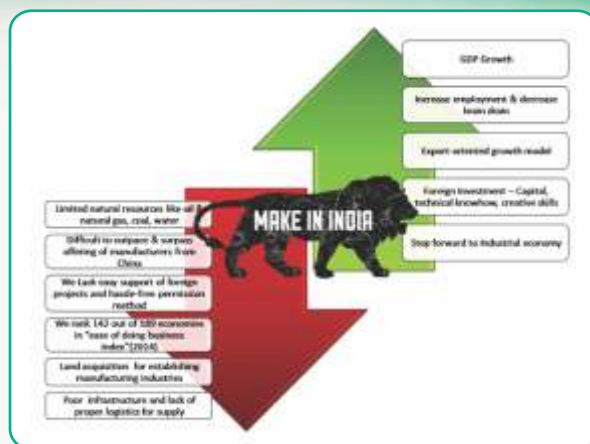 GDP Growth
Increase employment & decrease
brain drain
Export oriented growth model
Foreign Investment – Capital,
technical knowhow, creative skills
Step forward to Industrial economy
MAKE IN INDIA
Limited natural resources like oil &
natural gas, coal, water
Difficult to outpace & surpass
offering of manufacturers from
China
We Lack easy support of foreign
projects and hassle-free permission
method
We rank 142 out of 189 economies
in "ease of doing business
index"(2014)
Land acquisition for establishing
manufacturing industries
Poor infrastructure and lack of
proper logistics for supply